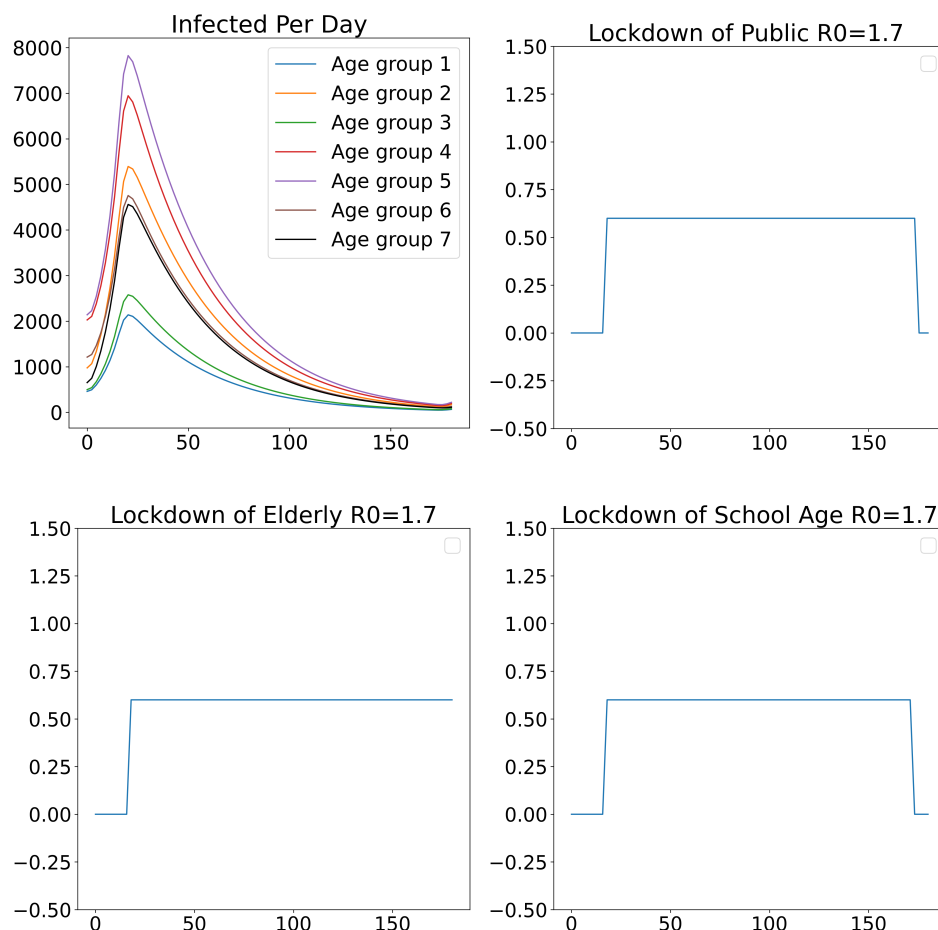 Infected Per Day
8000
7000
6000
5000
4000
3000
2000
1000
0
0 50 100 150
Age group 1
Age group 2
Age group 3
Age group 4
Age group 5
Age group 6
Age group 7
Lockdown of Public R0=1.7
1.50
1.25
1.00
0.75
0.50
0.25
0.00
−0.25
−0.50
0 50 100 150
Lockdown of Elderly R0=1.7
1.50
1.25
1.00
0.75
0.50
0.25
0.00
−0.25
−0.50
0 50 100 150
Lockdown of School Age R0=1.7
1.50
1.25
1.00
0.75
0.50
0.25
0.00
−0.25
−0.50
0 50 100 150